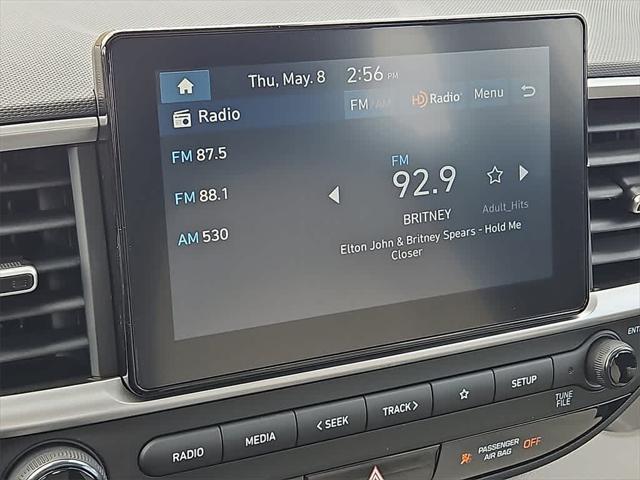 Thu, May. 8 2:56 PM
Radio FM/AM HD Radio Menu
FM 87.5
FM 88.1
AM 530
FM
92.9
BRITNEY
Adult_Hits
Elton John & Britney Spears - Hold Me
Closer
RADIO MEDIA < SEEK TRACK > SETUP
TUNE
FILE
PASSENGER
AIR BAG OFF